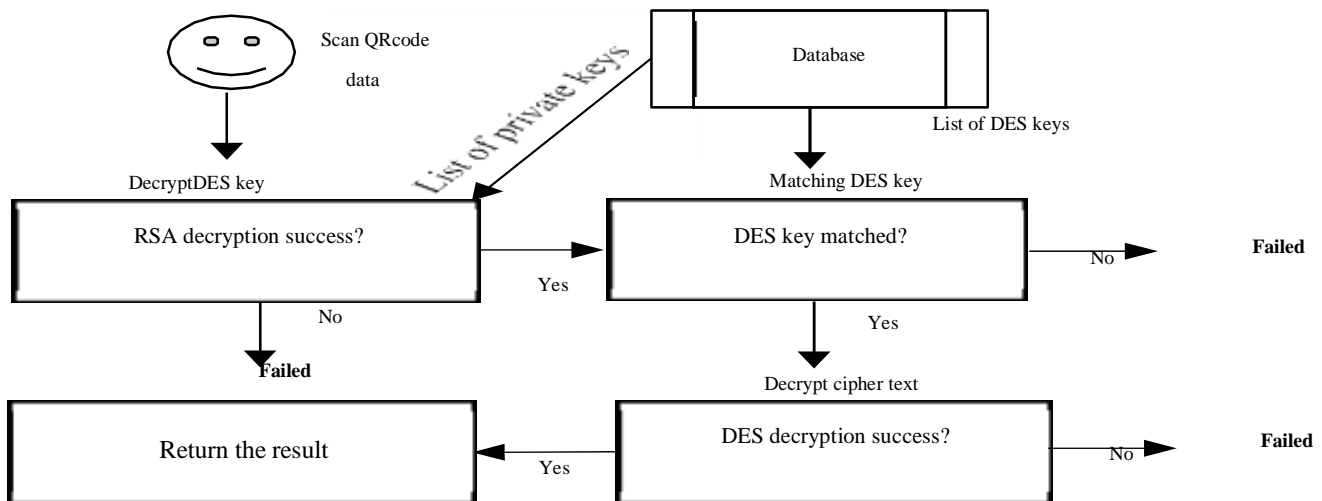 Scan QRcode
data
Database
List of private keys
List of DES keys
DecryptDES key
Matching DES key
RSA decryption success?
DES key matched?
Yes
No
Failed
No
Failed
Yes
Decrypt cipher text
Return the result
Yes
DES decryption success?
No
Failed